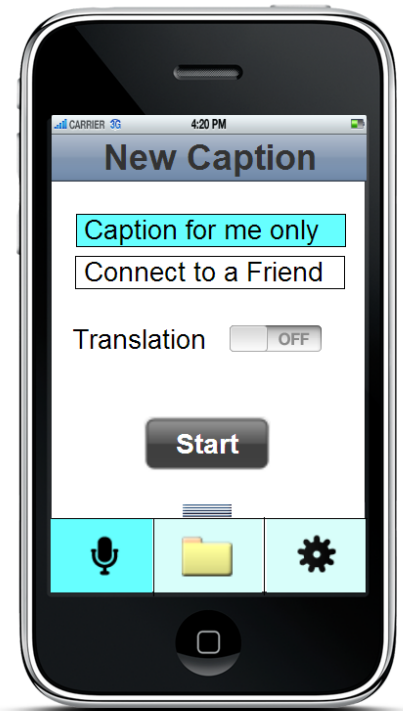 CARRIER 3G 4:20 PM
New Caption
Caption for me only
Connect to a Friend
Translation OFF
Start